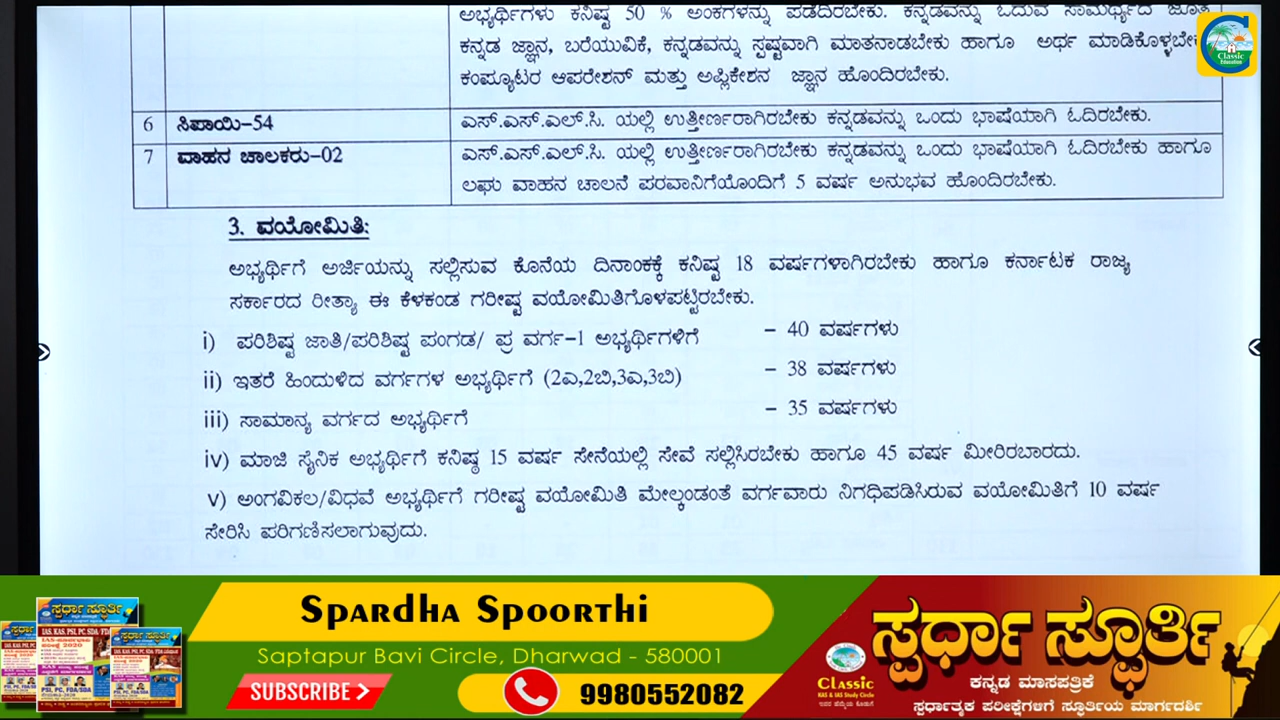 ಅಭ್ಯರ್ಥಿಗಳು ಕನಿಷ್ಟ 50 % ಅಂಕಗಳನ್ನು ಪಡೆದಿರಬೇಕು. ಕನ್ನಡವನ್ನು ಓದುವ ಸಾಮರ್ಥ್ಯದ ಜೊತೆ
ಕನ್ನಡ ಜ್ಞಾನ, ಬರೆಯುವಿಕೆ, ಕನ್ನಡವನ್ನು ಸ್ಪಷ್ಟವಾಗಿ ಮಾತನಾಡಬೇಕು ಹಾಗೂ ಅರ್ಥ ಮಾಡಿಕೊಳ್ಳಬೇಕು
ಕಂಪ್ಯೂಟರ ಆಪರೇಶನ್ ಮತ್ತು ಅಪ್ಲಿಕೇಶನ ಜ್ಞಾನ ಹೊಂದಿರಬೇಕು.
Classic
Education
6 ಸಿಪಾಯಿ-54 ಎಸ್.ಎಸ್.ಎಲ್.ಸಿ. ಯಲ್ಲಿ ಉತ್ತೀರ್ಣರಾಗಿರಬೇಕು ಕನ್ನಡವನ್ನು ಒಂದು ಭಾಷೆಯಾಗಿ ಓದಿರಬೇಕು.
7 ವಾಹನ ಚಾಲಕರು-02 ಎಸ್.ಎಸ್.ಎಲ್.ಸಿ. ಯಲ್ಲಿ ಉತ್ತೀರ್ಣರಾಗಿರಬೇಕು ಕನ್ನಡವನ್ನು ಒಂದು ಭಾಷೆಯಾಗಿ ಓದಿರಬೇಕು ಹಾಗೂ
ಲಘು ವಾಹನ ಚಾಲನೆ ಪರವಾನಿಗೆಯೊಂದಿಗೆ 5 ವರ್ಷ ಅನುಭವ ಹೊಂದಿರಬೇಕು.
3. ವಯೋಮಿತಿ:
ಅಭ್ಯರ್ಥಿಗೆ ಅರ್ಜಿಯನ್ನು ಸಲ್ಲಿಸುವ ಕೊನೆಯ ದಿನಾಂಕಕ್ಕೆ ಕನಿಷ್ಟ 18 ವರ್ಷಗಳಾಗಿರಬೇಕು ಹಾಗೂ ಕರ್ನಾಟಕ ರಾಜ್ಯ
ಸರ್ಕಾರದ ರೀತ್ಯಾ ಈ ಕೆಳಕಂಡ ಗರೀಷ್ಟ ವಯೋಮಿತಿಗೊಳಪಟ್ಟಿರಬೇಕು.
i) ಪರಿಶಿಷ್ಟ ಜಾತಿ/ಪರಿಶಿಷ್ಟ ಪಂಗಡ/ ಪ್ರ ವರ್ಗ-1 ಅಭ್ಯರ್ಥಿಗಳಿಗೆ - 40 ವರ್ಷಗಳು
ii) ಇತರೆ ಹಿಂದುಳಿದ ವರ್ಗಗಳ ಅಭ್ಯರ್ಥಿಗೆ (2ಎ,2ಬಿ,3ಎ,3ಬಿ) - 38 ವರ್ಷಗಳು
iii) ಸಾಮಾನ್ಯ ವರ್ಗದ ಅಭ್ಯರ್ಥಿಗೆ - 35 ವರ್ಷಗಳು
iv) ಮಾಜಿ ಸೈನಿಕ ಅಭ್ಯರ್ಥಿಗೆ ಕನಿಷ್ಠ 15 ವರ್ಷ ಸೇನೆಯಲ್ಲಿ ಸೇವೆ ಸಲ್ಲಿಸಿರಬೇಕು ಹಾಗೂ 45 ವರ್ಷ ಮೀರಿರಬಾರದು.
v) ಅಂಗವಿಕಲ/ವಿಧವೆ ಅಭ್ಯರ್ಥಿಗೆ ಗರೀಷ್ಟ ವಯೋಮಿತಿ ಮೇಲ್ಕಂಡಂತೆ ವರ್ಗವಾರು ನಿಗಧಿಪಡಿಸಿರುವ ವಯೋಮಿತಿಗೆ 10 ವರ್ಷ
ಸೇರಿಸಿ ಪರಿಗಣಿಸಲಾಗುವುದು.
Spardha Spoorthi
Saptapur Bavi Circle, Dharwad - 580001
SUBSCRIBE
9980552082
ಸ್ಪರ್ಧಾ ಸ್ಫೂರ್ತಿ
ಕನ್ನಡ ಮಾಸಪತ್ರಿಕೆ
ಸ್ಪರ್ಧಾತ್ಮಕ ಪರೀಕ್ಷೆಗಳಿಗೆ ಸ್ಫೂರ್ತಿಯ ಮಾರ್ಗದರ್ಶಿ
Classic
KAS & IAS Study Circle